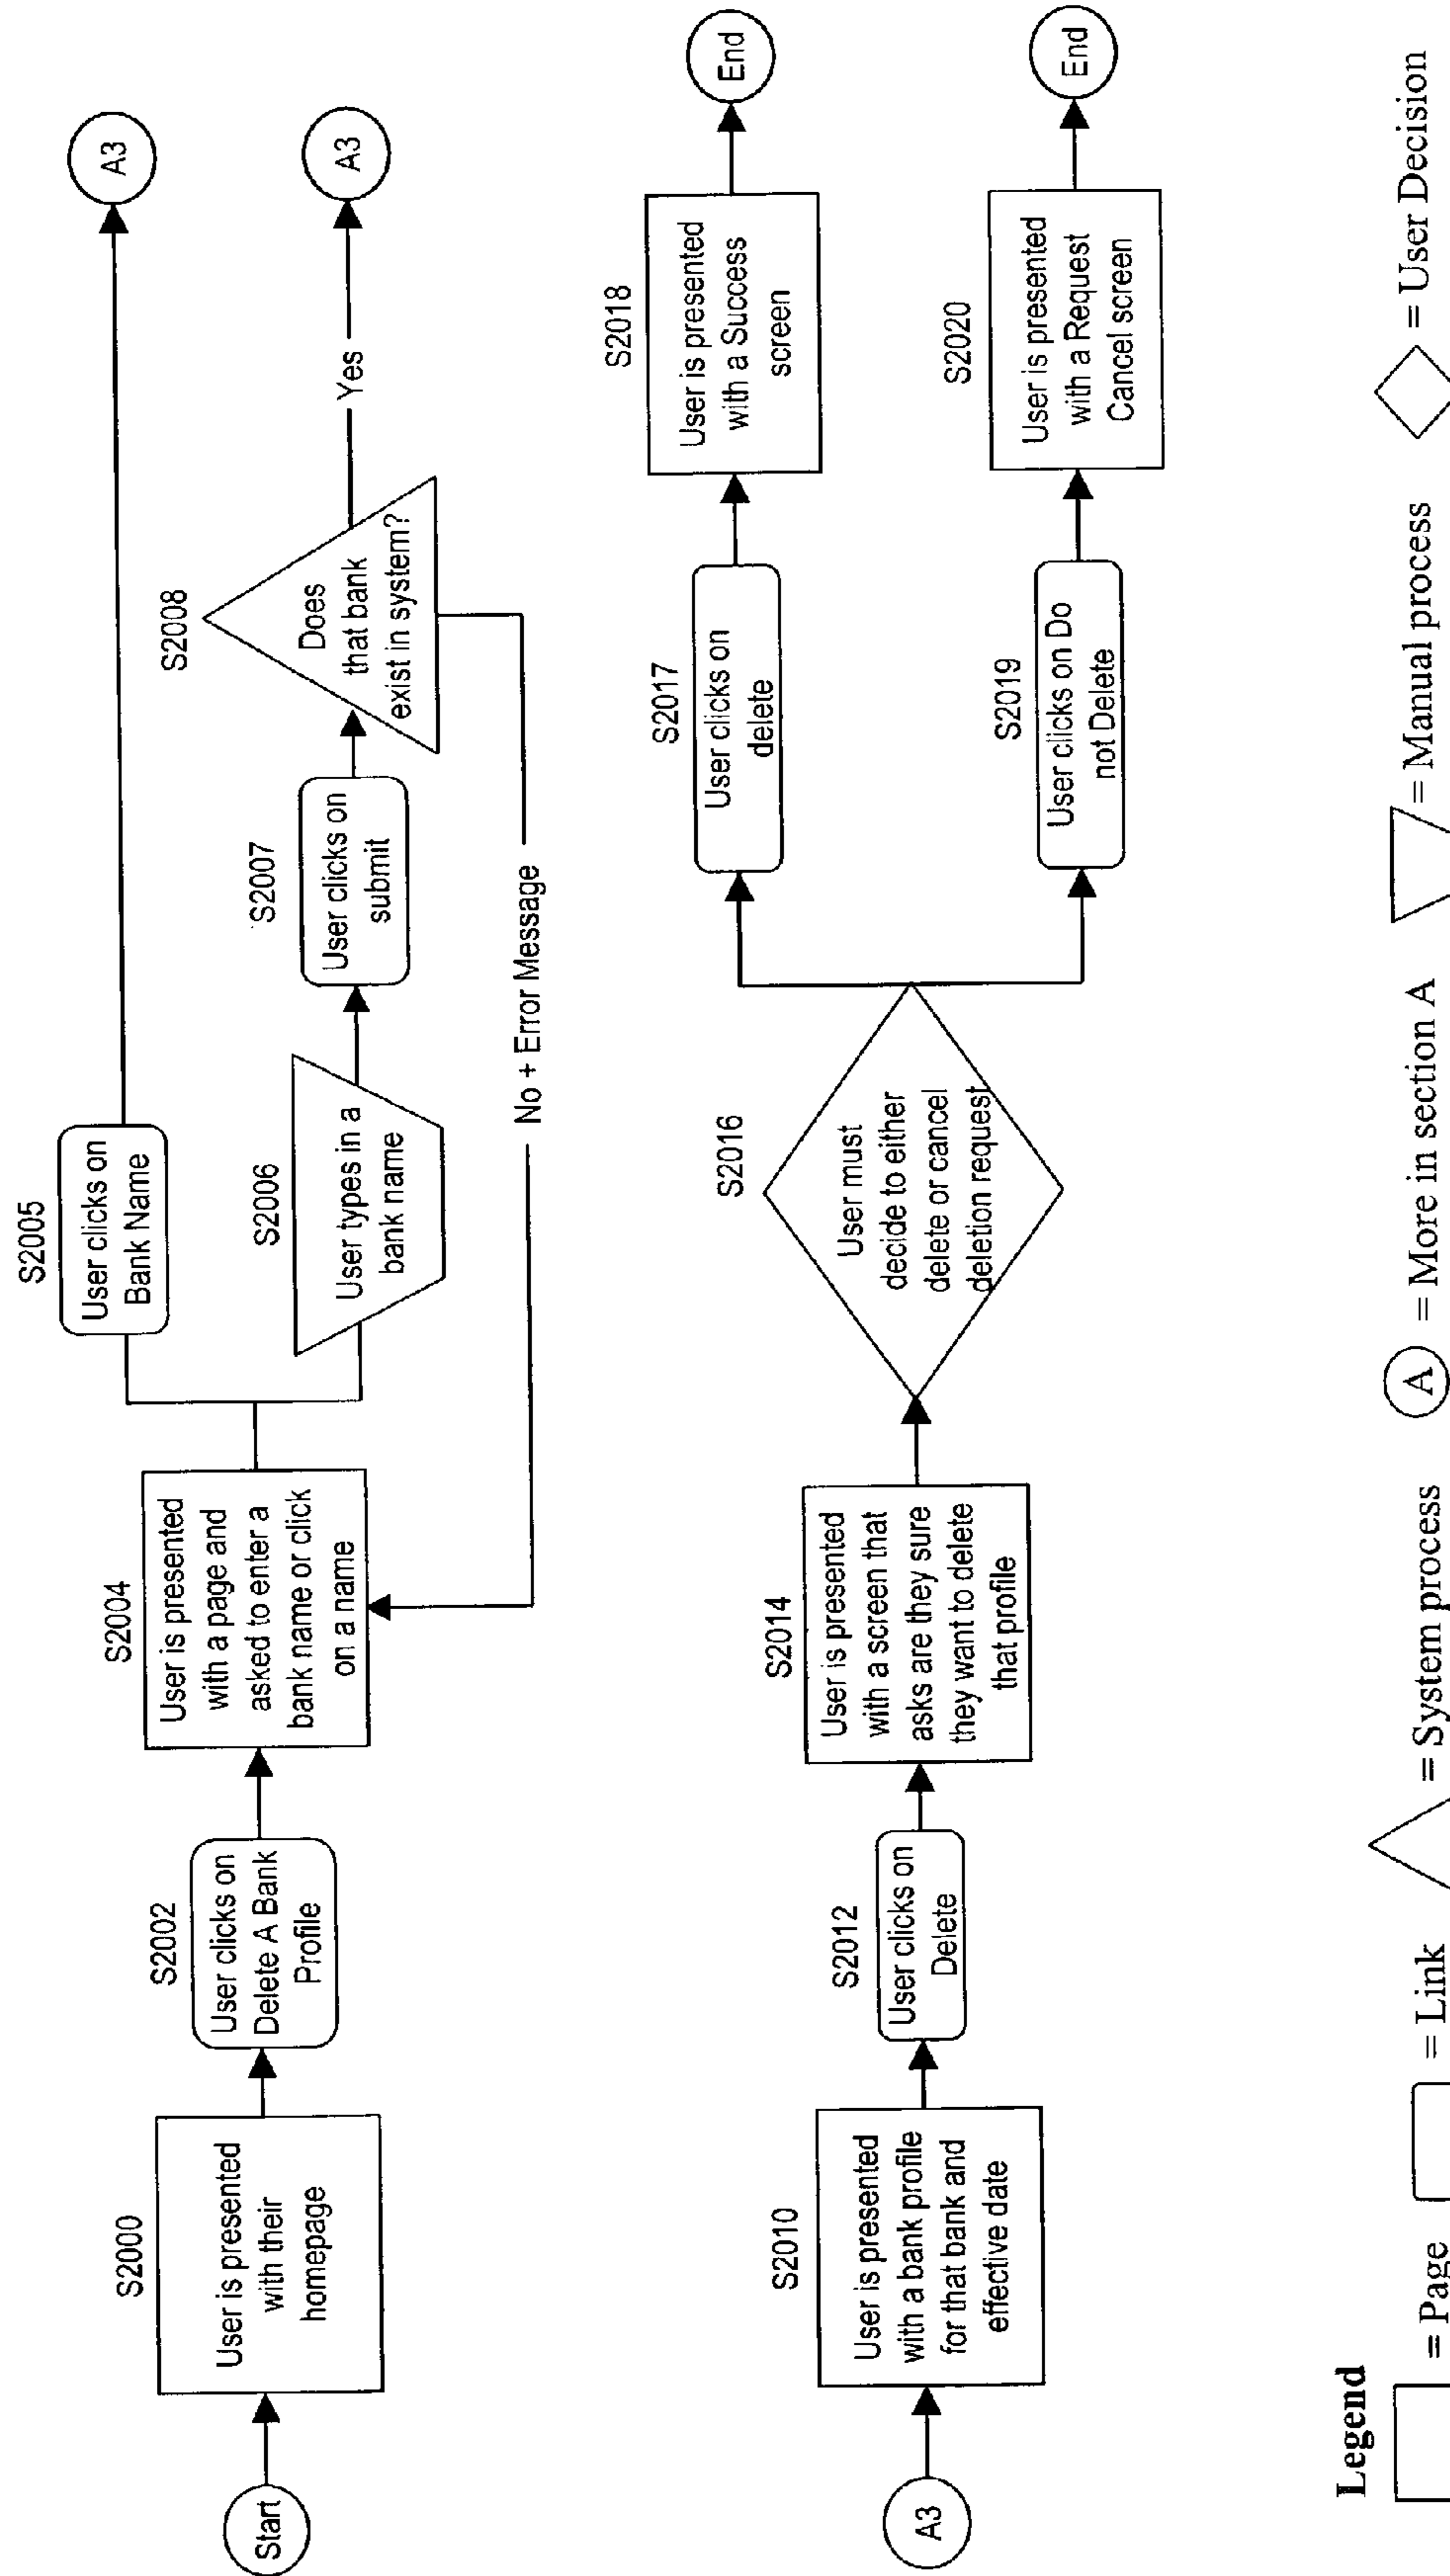 Start
S2000
User is presented
with their
homepage
S2002
User clicks on
Delete A Bank
Profile
S2004
User is presented
with a page and
asked to enter a
bank name or click
on a name
S2005
User clicks on
Bank Name
A3
S2006
User types in a
bank name
S2007
User clicks on
submit
S2008
Does
that bank
exist in system?
Yes
A3
No + Error Message
A3
S2010
User is presented
with a bank profile
for that bank and
effective date
S2012
User clicks on
Delete
S2014
User is presented
with a screen that
asks are they sure
they want to delete
that profile
S2016
User must
decide to either
delete or cancel
deletion request
S2017
User clicks on
delete
S2018
User is presented
with a Success
screen
End
S2019
User clicks on Do
not Delete
S2020
User is presented
with a Request
Cancel screen
End
Legend
= Page
= Link
= System process
A = More in section A
= Manual process
= User Decision